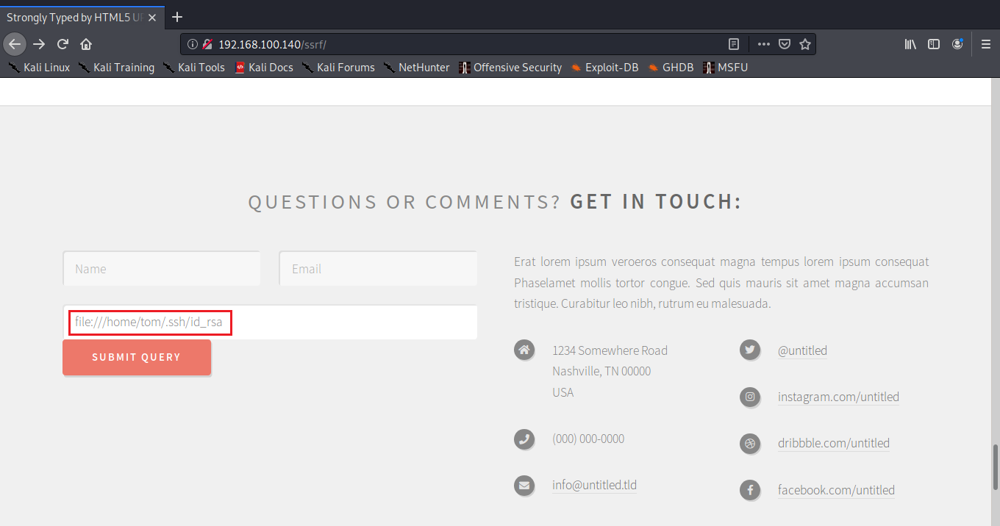 Strongly Typed by HTML5 U
192.168.100.140/ssrf/
Kali Linux Kali Training Kali Tools Kali Docs Kali Forums NetHunter Offensive Security Exploit-DB GHDB MSFU
QUESTIONS OR COMMENTS? GET IN TOUCH:
Name
Email
file:///home/tom/.ssh/id_rsa
SUBMIT QUERY
Erat lorem ipsum veroeros consequat magna tempus lorem ipsum consequat
Phaselamet mollis tortor congue. Sed quis mauris sit amet magna accumsan
tristique. Curabitur leo nibh, rutrum eu malesuada.
1234 Somewhere Road
Nashville, TN 00000
USA
(000) 000-0000
info@untitled.tld
@untitled
instagram.com/untitled
dribbble.com/untitled
facebook.com/untitled